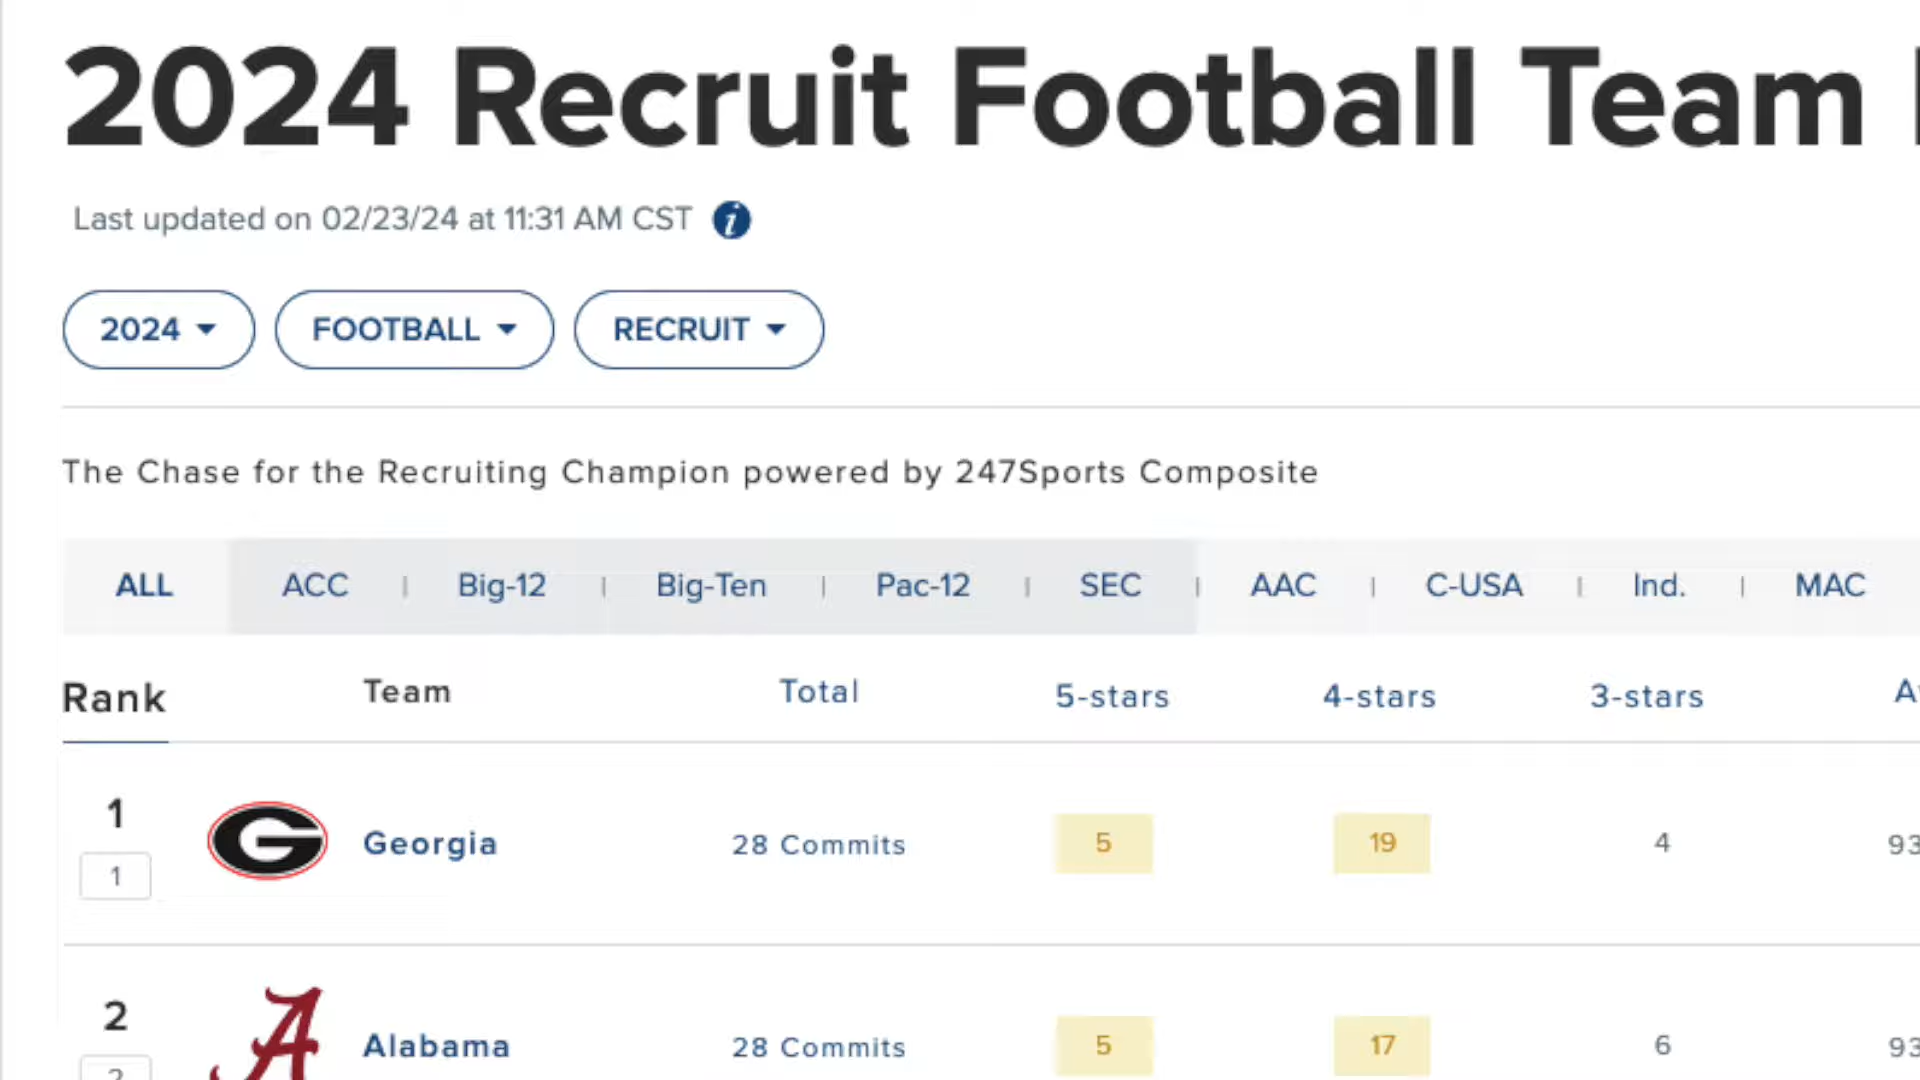 2024 Recruit Football Team
Last updated on 02/23/24 at 11:31 AM CST i
2024 FOOTBALL RECRUIT
The Chase for the Recruiting Champion powered by 247Sports Composite
ALL ACC | Big-12 | Big-Ten | Pac-12 | SEC | AAC | C-USA | Ind. | MAC
Rank Team Total 5-stars 4-stars 3-stars
1 G Georgia 28 Commits 5 19 4 93
1
2 A Alabama 28 Commits 5 17 6 93
2